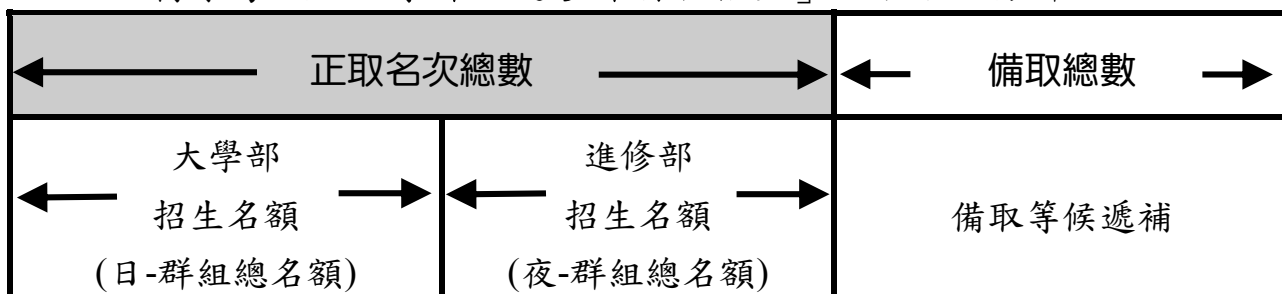 正取名次總數
備取總數
大學部
招生名額
(日-群組總名額)
進修部
招生名額
(夜-群組總名額)
備取等候遞補